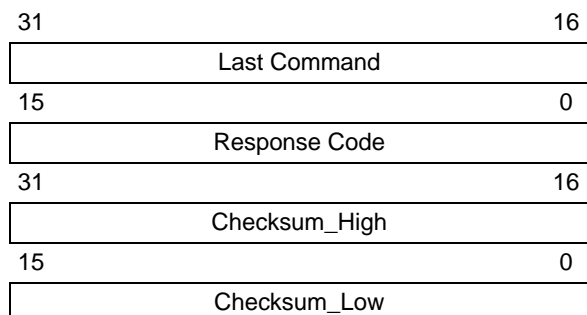 31 16
Last Command
15 0
Response Code
31 16
Checksum_High
15 0
Checksum_Low